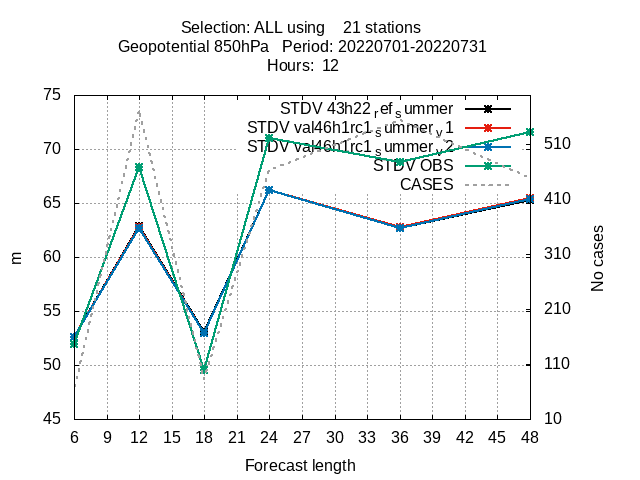 Selection: ALL using    21 stations
Geopotential 850hPa   Period: 20220701-20220731
Hours:  12
STDV 43h22_ref_summer
STDV val46h1rc1_summer_v1
STDV val46h1rc1_summer_v2
STDV OBS
CASES
75
70
65
60
55
50
45
m
510
410
310
210
110
10
No cases
6 9 12 15 18 21 24 27 30 33 36 39 42 45 48
Forecast length